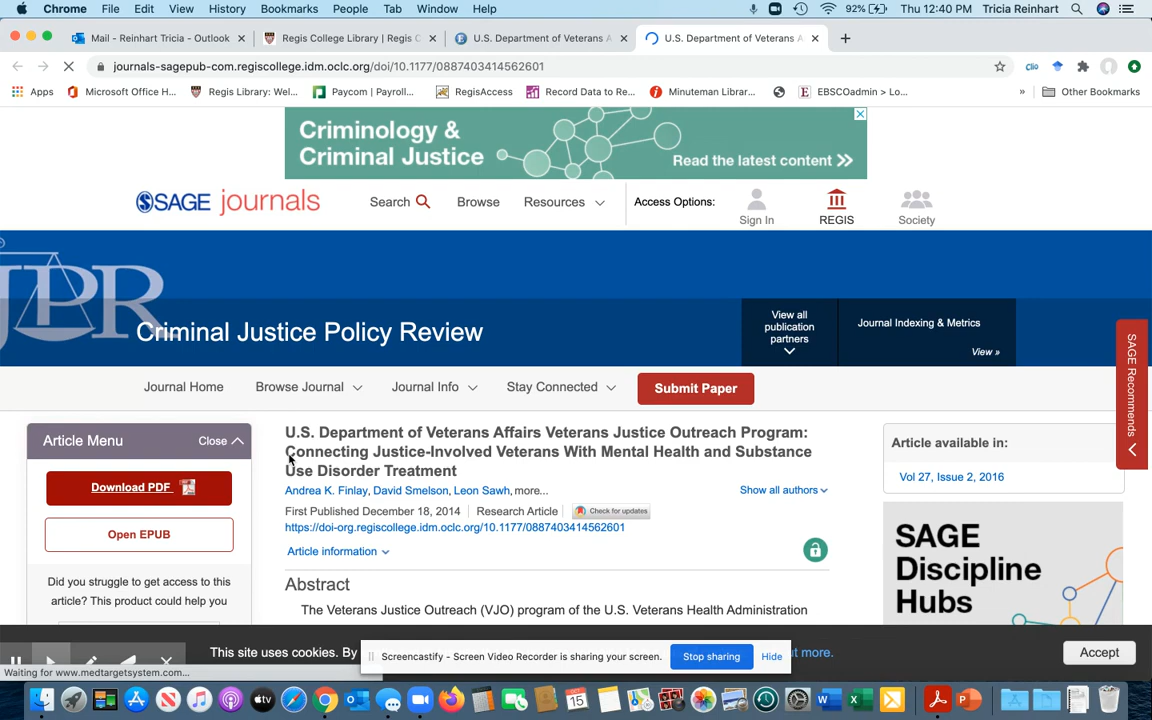 Chrome File Edit View History Bookmarks People Tab Window Help 92% Thu 12:40 PM Tricia Reinhart
Mail - Reinhart Tricia - Outlook Regis College Library | Regis C U.S. Department of Veterans A U.S. Department of Veterans A
journals-sagepub-com.regiscollege.idm.oclc.org/doi/10.1177/0887403414562601 Clio
Apps Microsoft Office H... Regis Library: Wel... Paycom | Payroll... RegisAccess Record Data to Re... Minuteman Librar... EBSCOadmin > Lo... » Other Bookmarks
Criminology &
Criminal Justice
Read the latest content
SAGE journals Search Browse Resources Access Options: Sign In REGIS Society
JPR
Criminal Justice Policy Review
View all
publication
partners
Journal Indexing & Metrics
View »
SAGE Recommends
Journal Home Browse Journal Journal Info Stay Connected Submit Paper
Article Menu Close
Download PDF
Open EPUB
Did you struggle to get access to this
article? This product could help you
U.S. Department of Veterans Affairs Veterans Justice Outreach Program:
Connecting Justice-Involved Veterans With Mental Health and Substance
Use Disorder Treatment
Andrea K. Finlay, David Smelson, Leon Sawh, more... Show all authors
First Published December 18, 2014 Research Article Check for updates
https://doi-org.regiscollege.idm.oclc.org/10.1177/0887403414562601
Article information
Abstract
The Veterans Justice Outreach (VJO) program of the U.S. Veterans Health Administration
Article available in:
Vol 27, Issue 2, 2016
SAGE
Discipline
Hubs
This site uses cookies. By
ut more.
Accept
Screencastify - Screen Video Recorder is sharing your screen. Stop sharing Hide
Waiting for www.medtargetsystem.com...